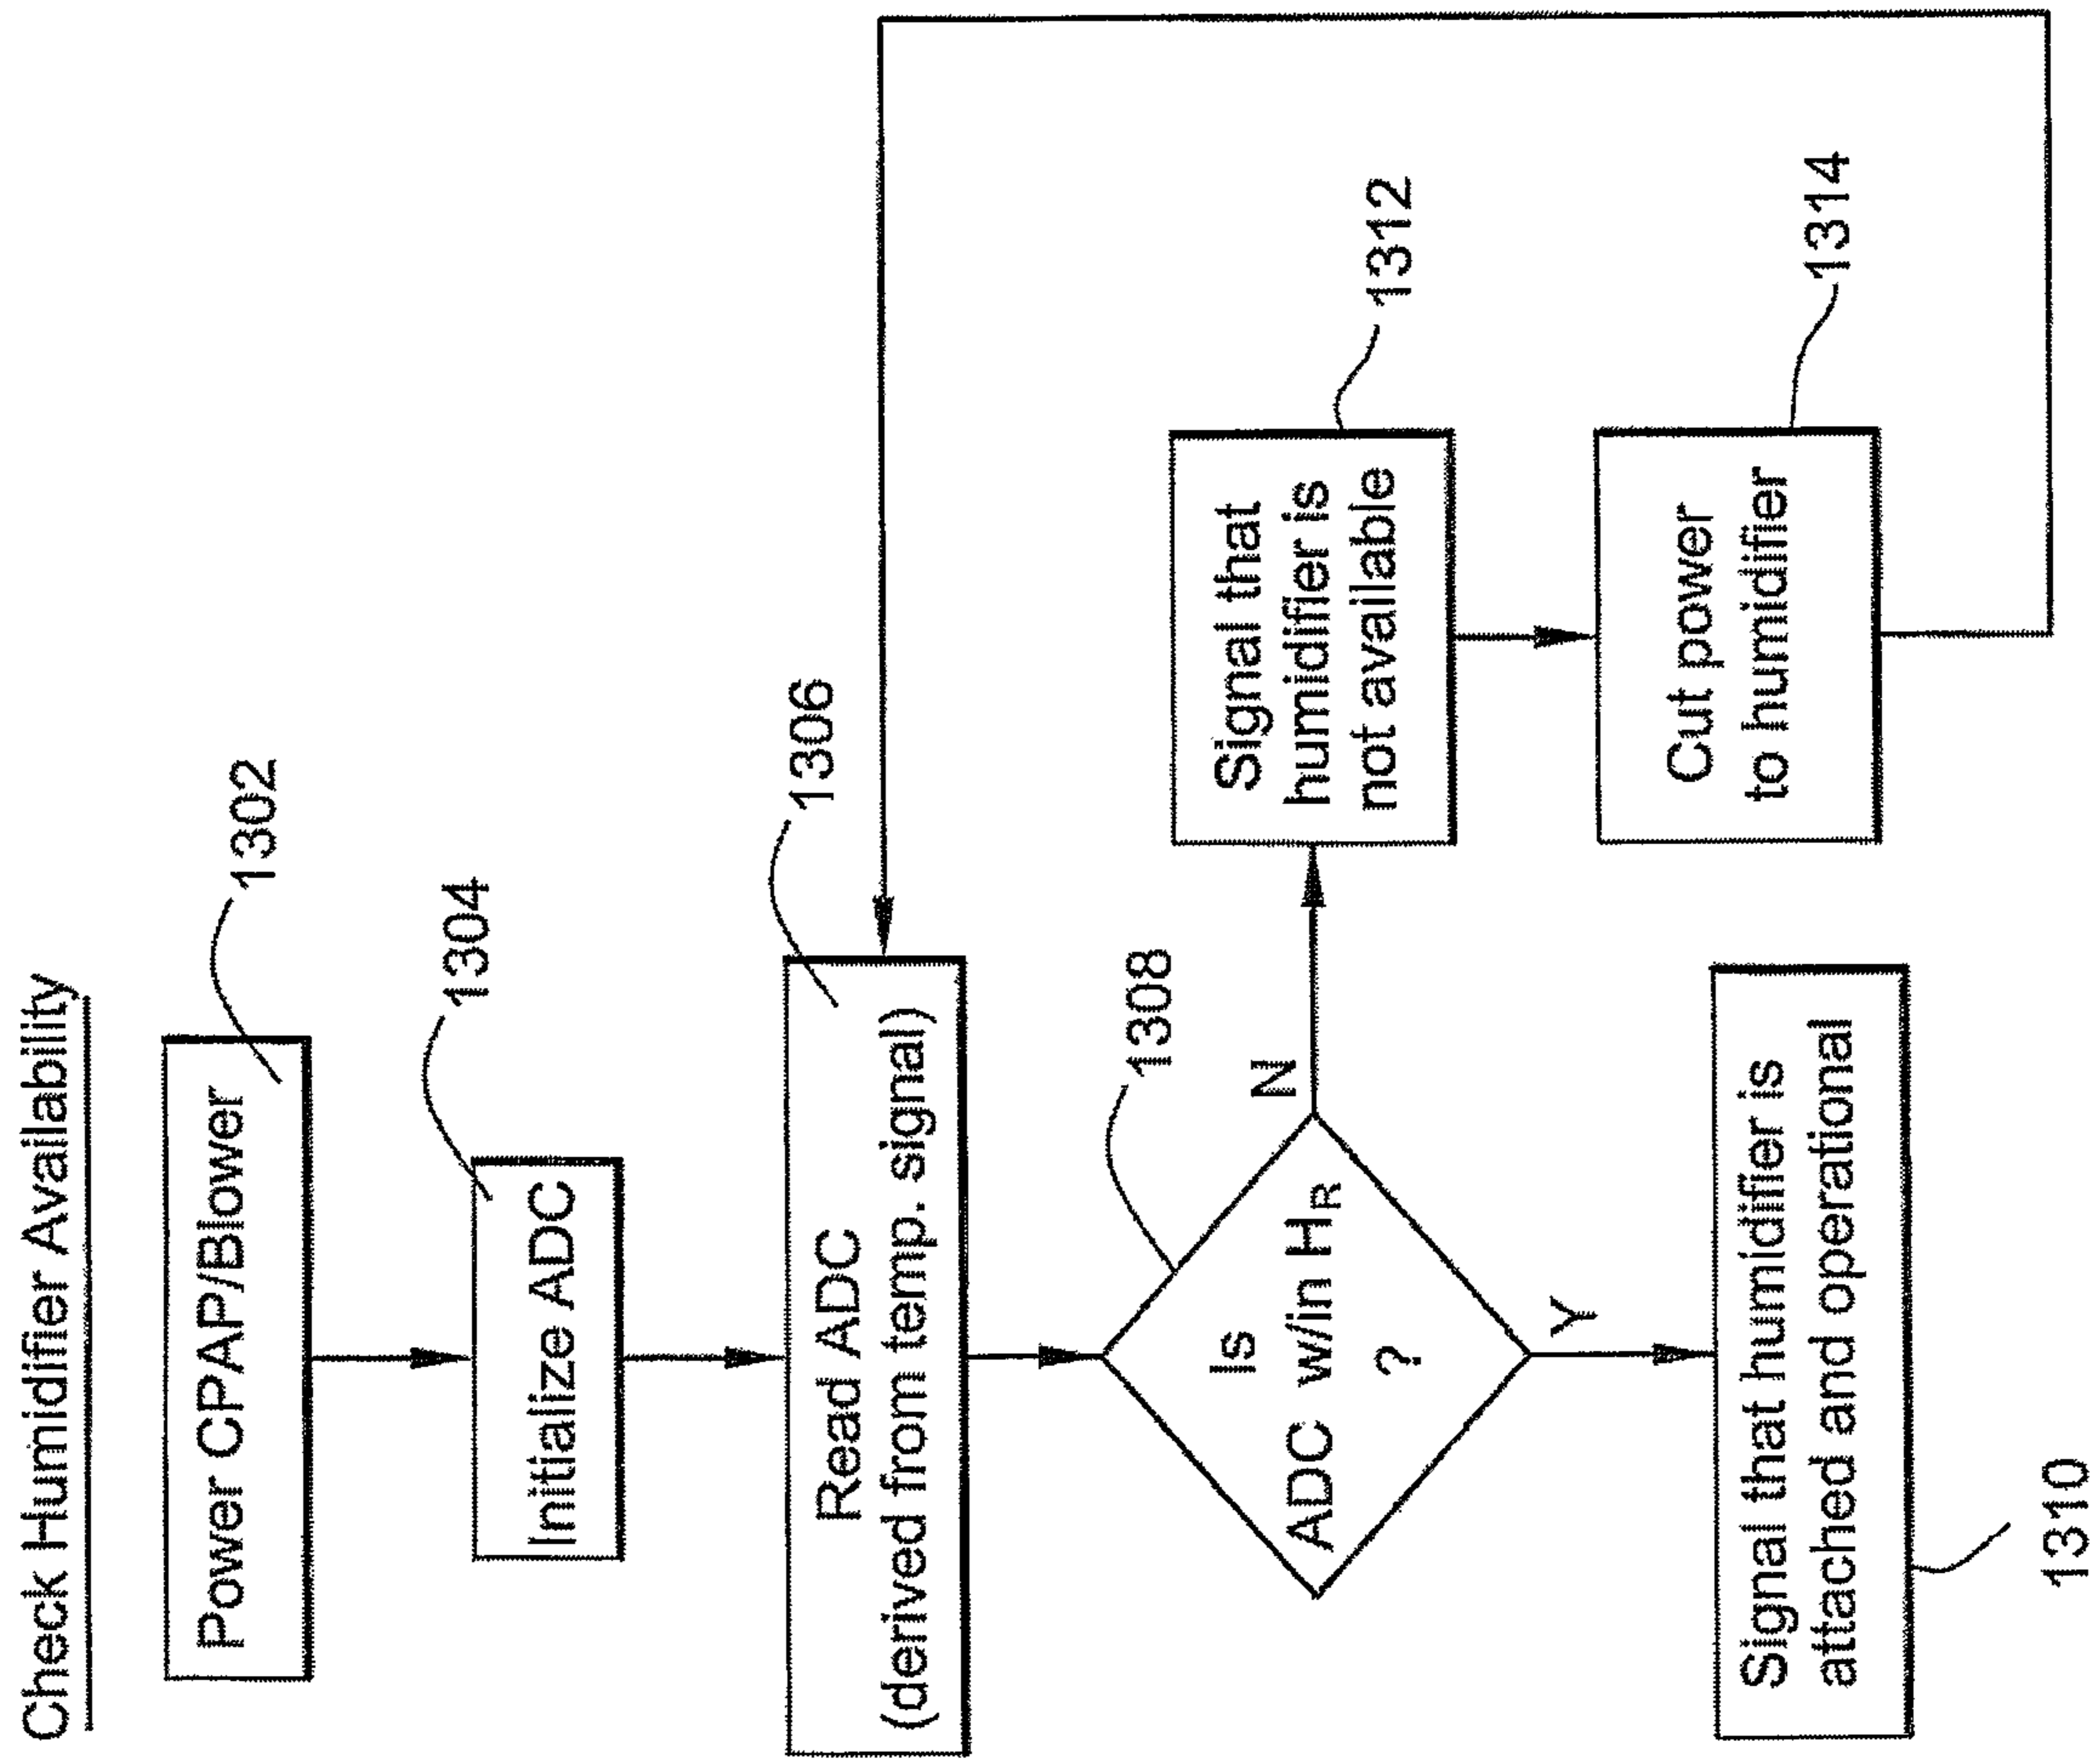 Check Humidifier Availability
Power CPAP/Blower
1302
Initialize ADC
1304
Read ADC
(derived from temp. signal)
1306
Is
ADC w/in HR
?
1308
N
Y
Signal that
humidifier is
not available
1312
Cut power
to humidifier
1314
Signal that humidifier is
attached and operational
1310